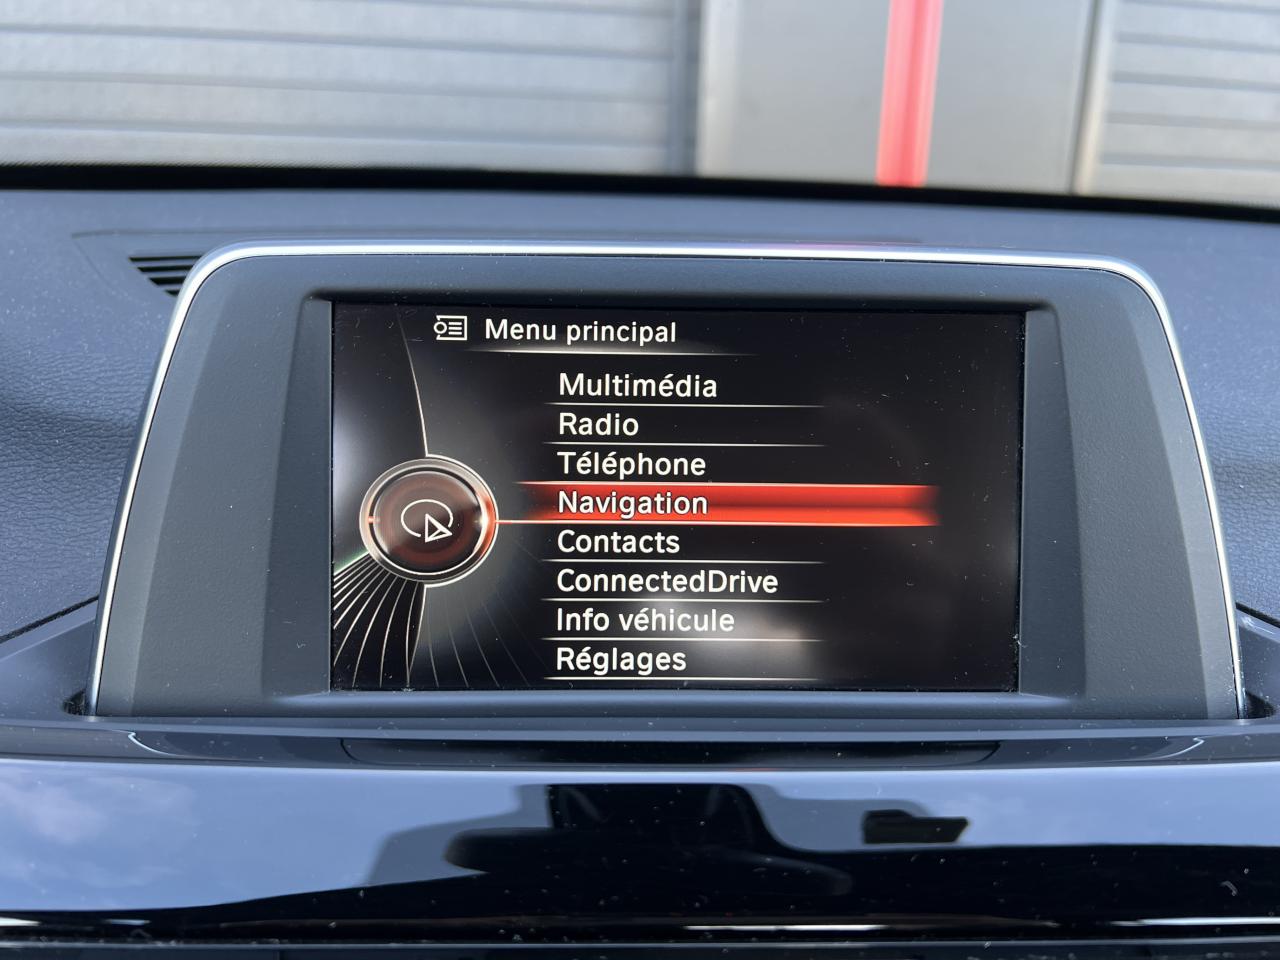 Menu principal
Multimédia
Radio
Téléphone
Navigation
Contacts
ConnectedDrive
Info véhicule
Réglages